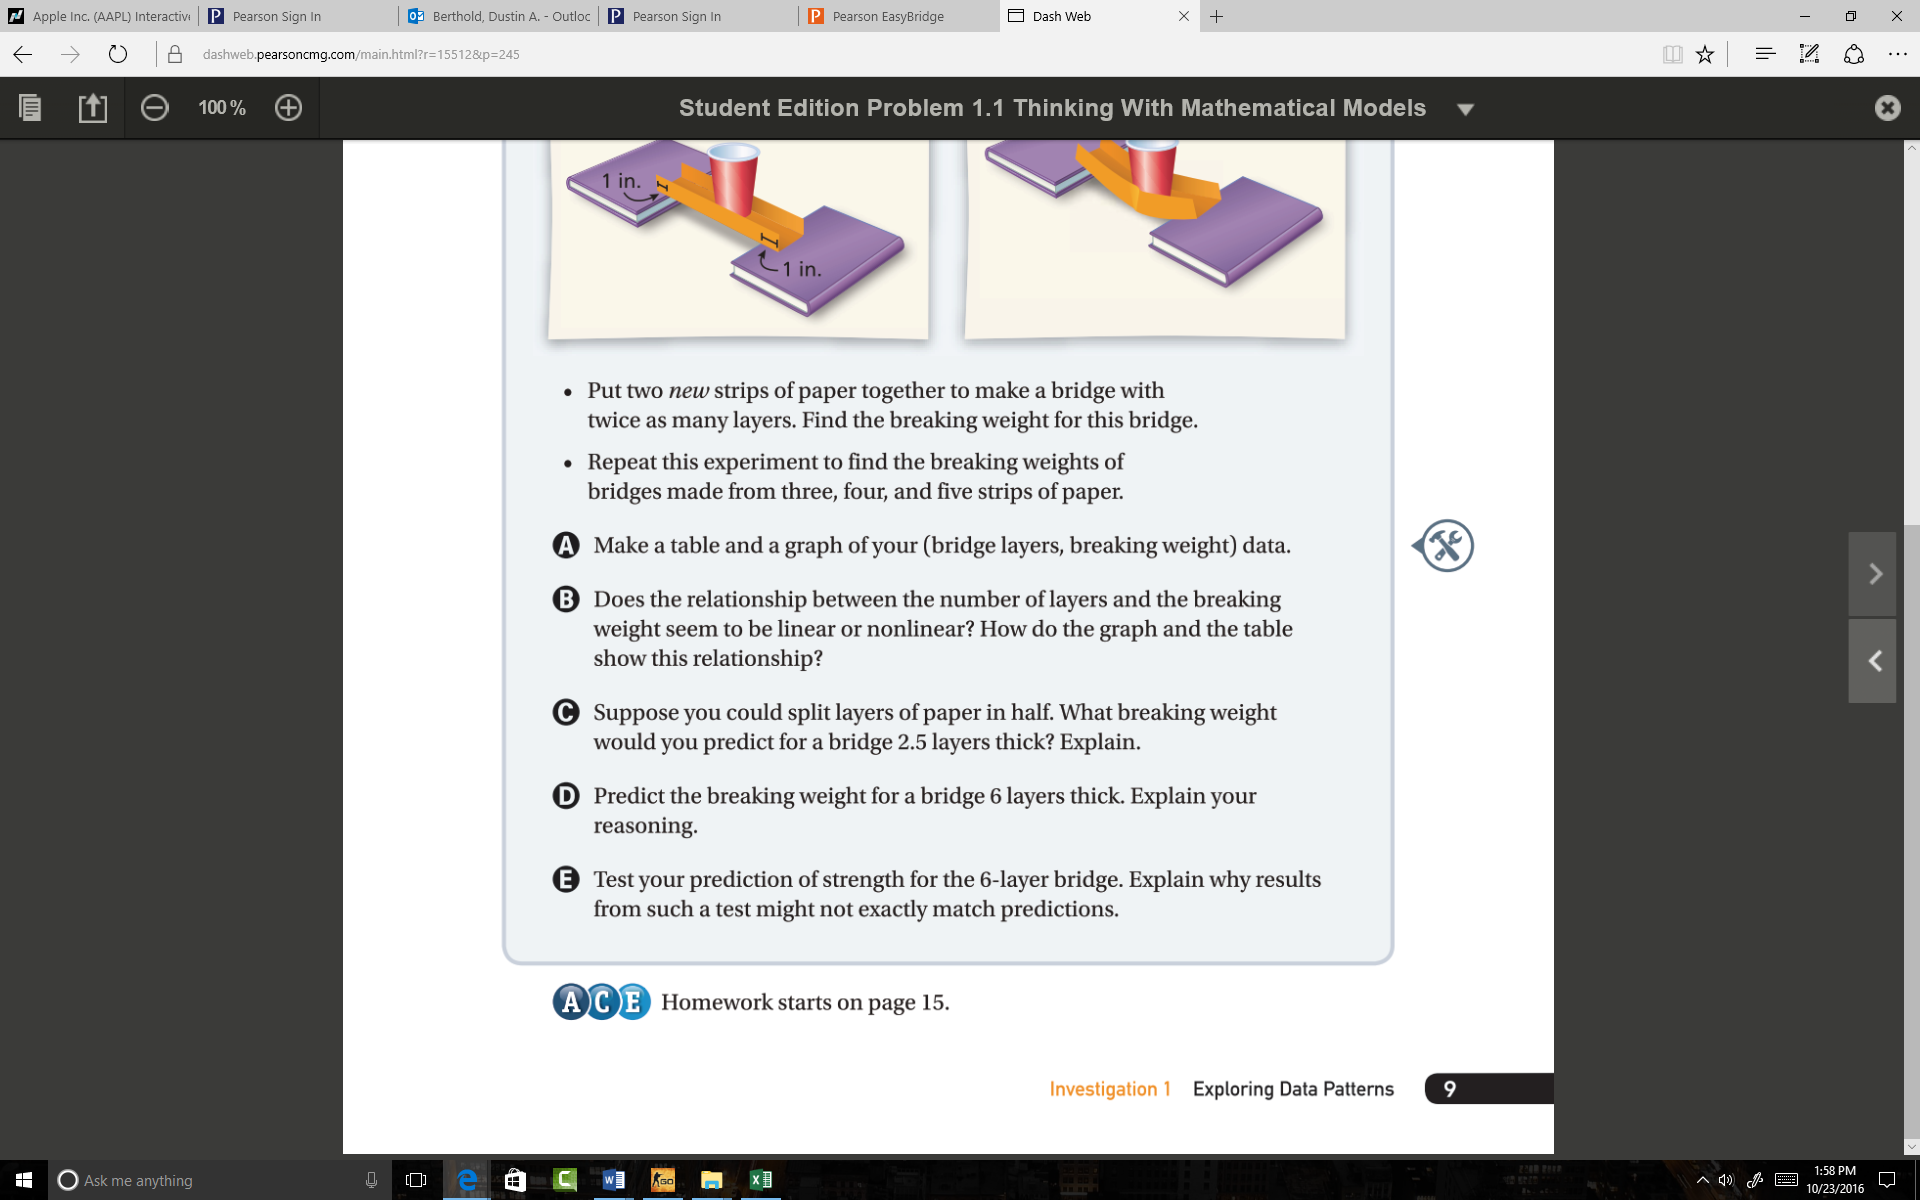 Apple Inc. (AAPL) Interactiv
Pearson Sign In
Berthold, Dustin A. - Outloc
Pearson Sign In
Pearson EasyBridge
Dash Web
dashweb.pearsoncmg.com/main.html?r=15512&p=245
100 %
Student Edition Problem 1.1 Thinking With Mathematical Models
1 in.
1 in.
• Put two new strips of paper together to make a bridge with
twice as many layers. Find the breaking weight for this bridge.
• Repeat this experiment to find the breaking weights of
bridges made from three, four, and five strips of paper.
A Make a table and a graph of your (bridge layers, breaking weight) data.
B Does the relationship between the number of layers and the breaking
weight seem to be linear or nonlinear? How do the graph and the table
show this relationship?
C Suppose you could split layers of paper in half. What breaking weight
would you predict for a bridge 2.5 layers thick? Explain.
D Predict the breaking weight for a bridge 6 layers thick. Explain your
reasoning.
E Test your prediction of strength for the 6-layer bridge. Explain why results
from such a test might not exactly match predictions.
A C E Homework starts on page 15.
Investigation 1 Exploring Data Patterns 9
Ask me anything
GO
1:58 PM
10/23/2016